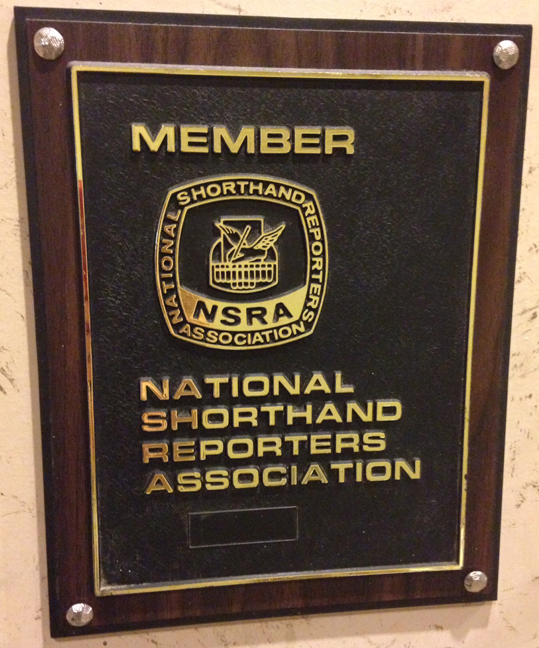 MEMBER
NATIONAL SHORTHAND REPORTERS
NSRA
ASSOCIATION
NATIONAL
SHORTHAND
REPORTERS
ASSOCIATION